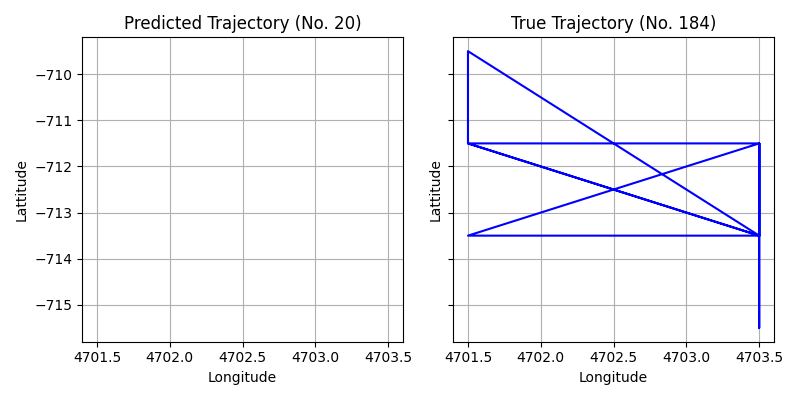 Predicted Trajectory (No. 20)
True Trajectory (No. 184)
−710
−711
−712
−713
−714
−715
Lattitude
Lattitude
4701.5 4702.0 4702.5 4703.0 4703.5
4701.5 4702.0 4702.5 4703.0 4703.5
Longitude
Longitude